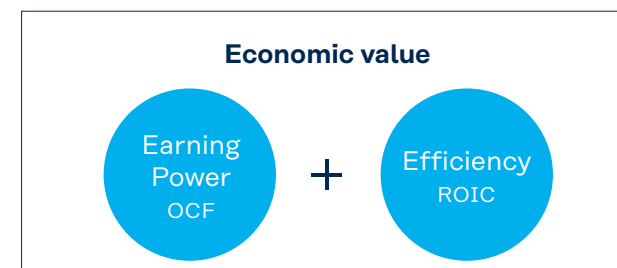 Economic value
Earning
Power
OCF
+
Efficiency
ROIC